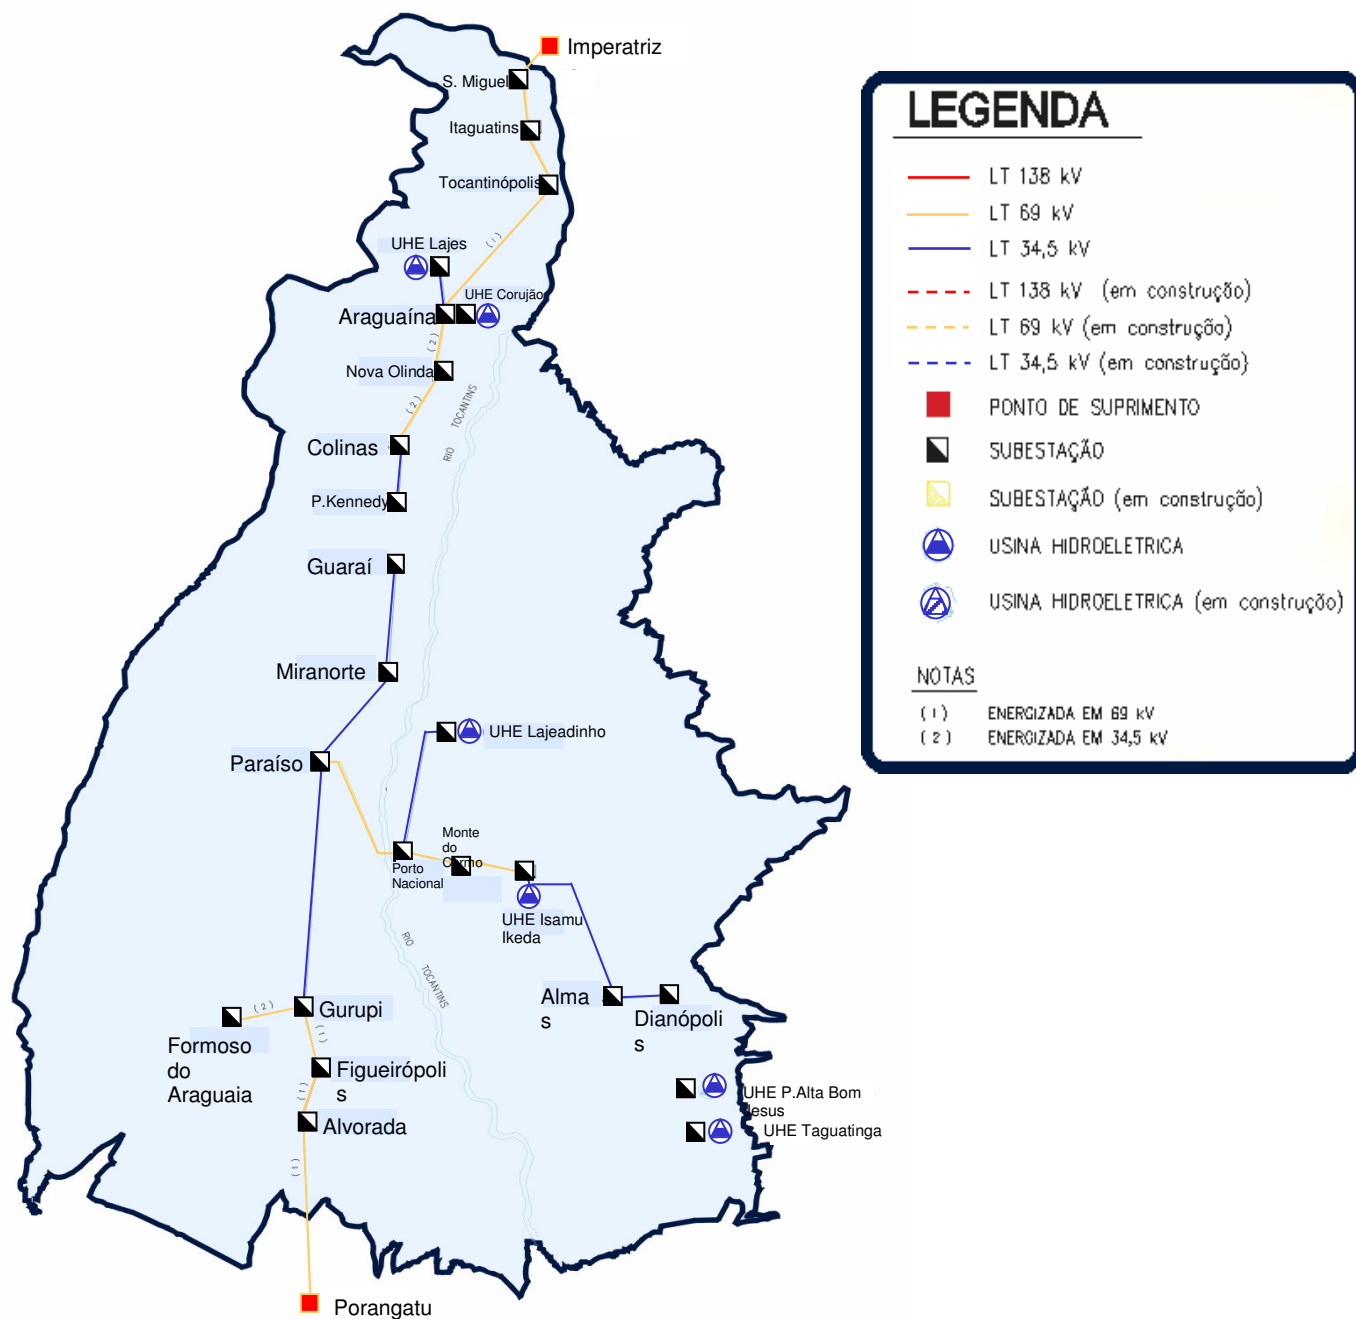 Imperatriz
S. Miguel
Itaguatins
Tocantinópolis
(1)
UHE Lajes
UHE Corujão
Araguaína
(2)
Nova Olinda
(2)
RIO TOCANTINS
Colinas
P.Kennedy
Guaraí
Miranorte
UHE Lajeadinho
Paraíso
Monte
do
Carmo
Porto
Nacional
UHE Isamu
Ikeda
RIO TOCANTINS
Alma
s
Dianópoli
s
(2)
Gurupi
Formoso
do
Araguaia
(1)
Figueirópoli
s
(1)
Alvorada
UHE P.Alta Bom
Jesus
UHE Taguatinga
(1)
Porangatu
LEGENDA
LT 138 kV
LT 69 kV
LT 34,5 kV
LT 138 kV (em construção)
LT 69 kV (em construção)
LT 34,5 kV (em construção)
PONTO DE SUPRIMENTO
SUBESTAÇÃO
SUBESTAÇÃO (em construção)
USINA HIDROELETRICA
USINA HIDROELETRICA (em construção)
NOTAS
(1) ENERGIZADA EM 69 kV
(2) ENERGIZADA EM 34,5 kV